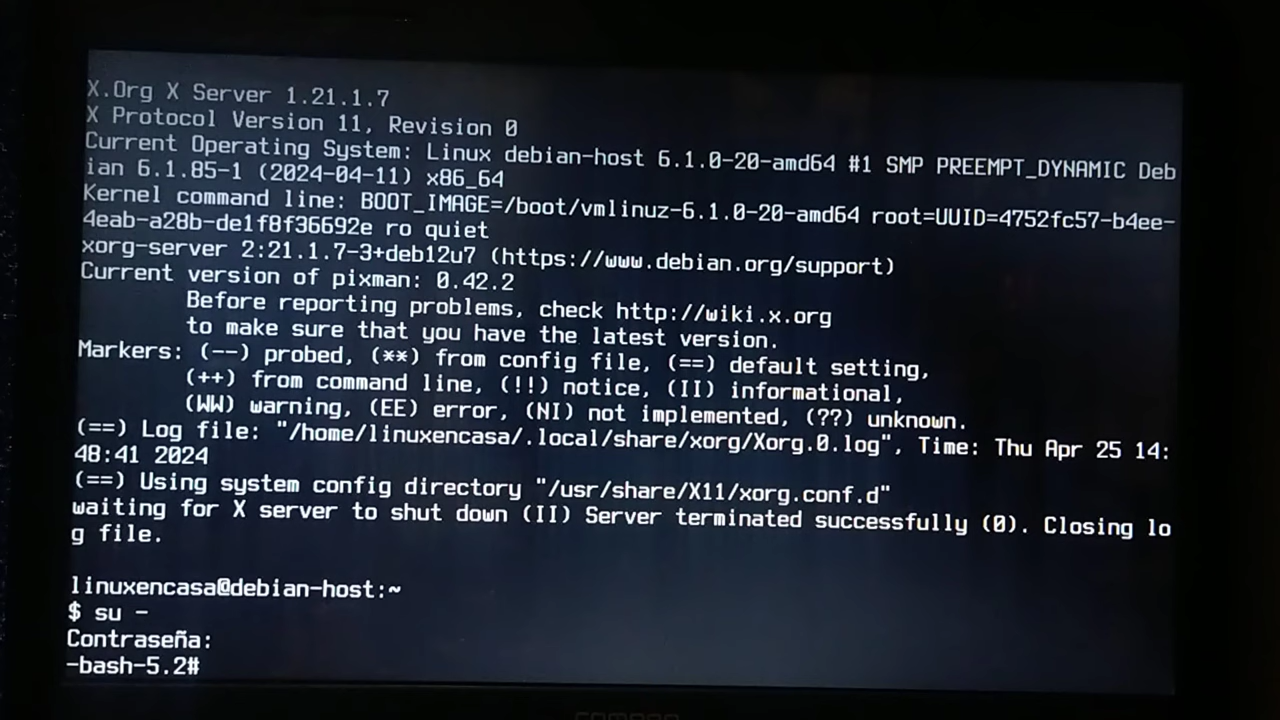 X.Org X Server 1.21.1.7
X Protocol Version 11, Revision 0
Current Operating System: Linux debian-host 6.1.0-20-amd64 #1 SMP PREEMPT_DYNAMIC Deb
ian 6.1.85-1 (2024-04-11) x86_64
Kernel command line: BOOT_IMAGE=/boot/vmlinuz-6.1.0-20-amd64 root=UUID=4752fc57-b4ee-
4eab-a28b-de1f8f36692e ro quiet
xorg-server 2:21.1.7-3+deb12u7 (https://www.debian.org/support)
Current version of pixman: 0.42.2
Before reporting problems, check http://wiki.x.org
to make sure that you have the latest version.
Markers: (--) probed, (**) from config file, (==) default setting,
(++) from command line, (!!) notice, (II) informational,
(WW) warning, (EE) error, (NI) not implemented, (??) unknown.
(==) Log file: "/home/linuxencasa/.local/share/xorg/Xorg.0.log", Time: Thu Apr 25 14:
48:41 2024
(==) Using system config directory "/usr/share/X11/xorg.conf.d"
waiting for X server to shut down (II) Server terminated successfully (0). Closing lo
g file.
linuxencasa@debian-host:~
$ su -
Contraseña:
-bash-5.2#